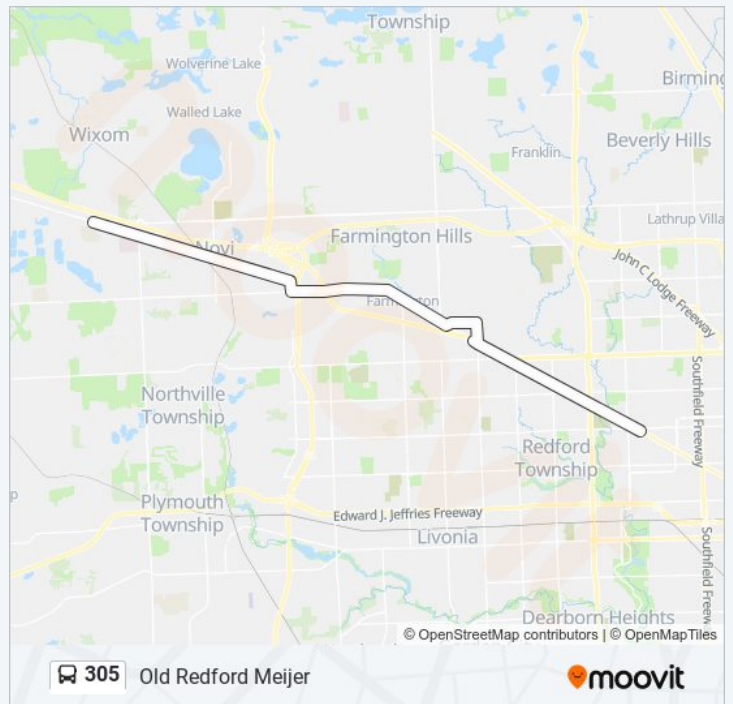 Township
Wolverine Lake
Birming
Walled Lake
Wixom
Beverly Hills
Franklin
Lathrup Villa
Novi
Farmington Hills
John C Lodge Freeway
Farmington
Southfield Freeway
Northville
Township
Redford
Township
Plymouth
Township
Edward J. Jeffries Freeway
Livonia
Southfield Freew
p
Dearborn Heights
© OpenStreetMap contributors | © OpenMapTiles
305 Old Redford Meijer
moovit